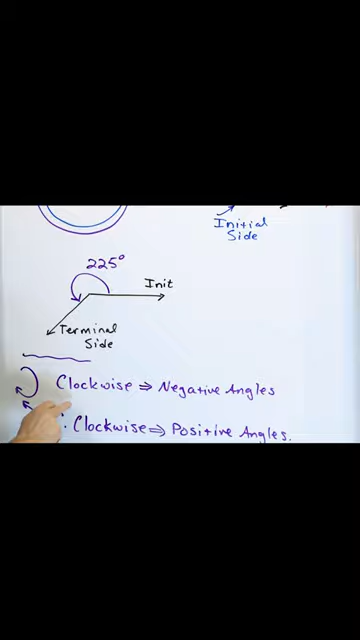 Initial
Side
225°
Init
Terminal
Side
Clockwise ⇒ Negative Angles
Clockwise ⇒ Positive Angles.